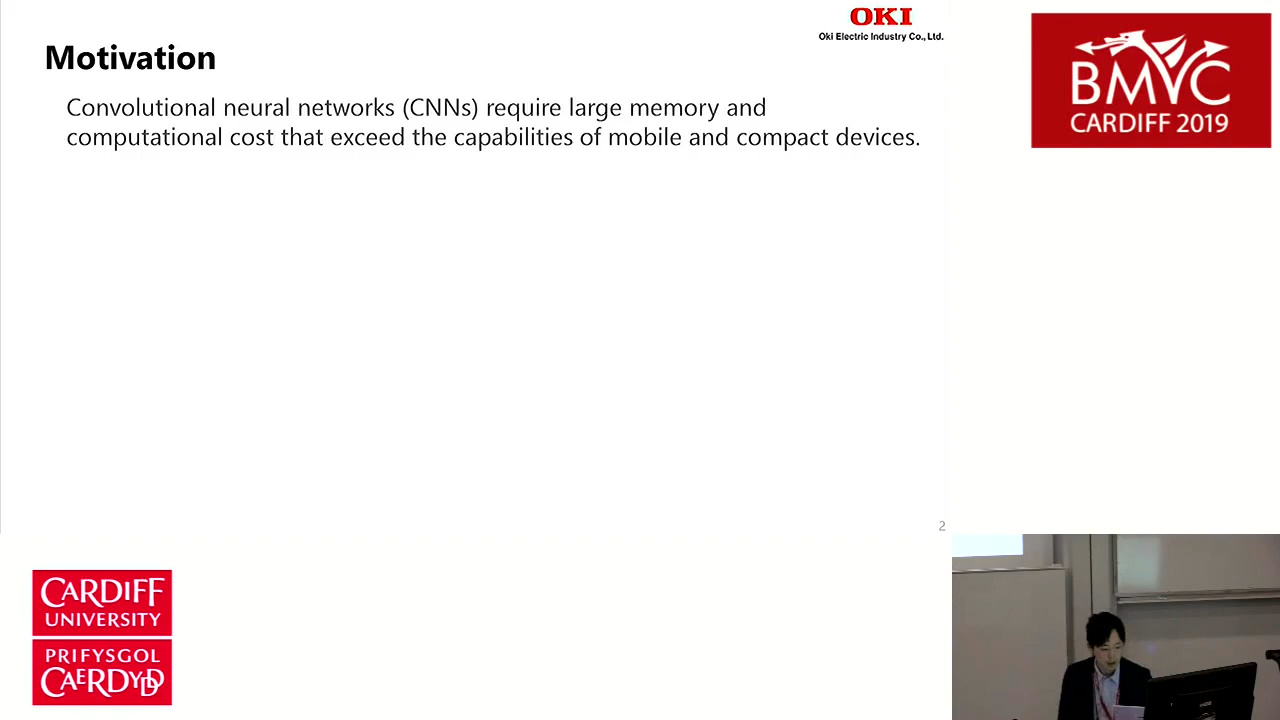 OKI
Oki Electric Industry Co., Ltd.
Motivation
Convolutional neural networks (CNNs) require large memory and
computational cost that exceed the capabilities of mobile and compact devices.
2
BMVC
CARDIFF 2019
CARDIFF
UNIVERSITY
PRIFYSGOL
CAERDYDD